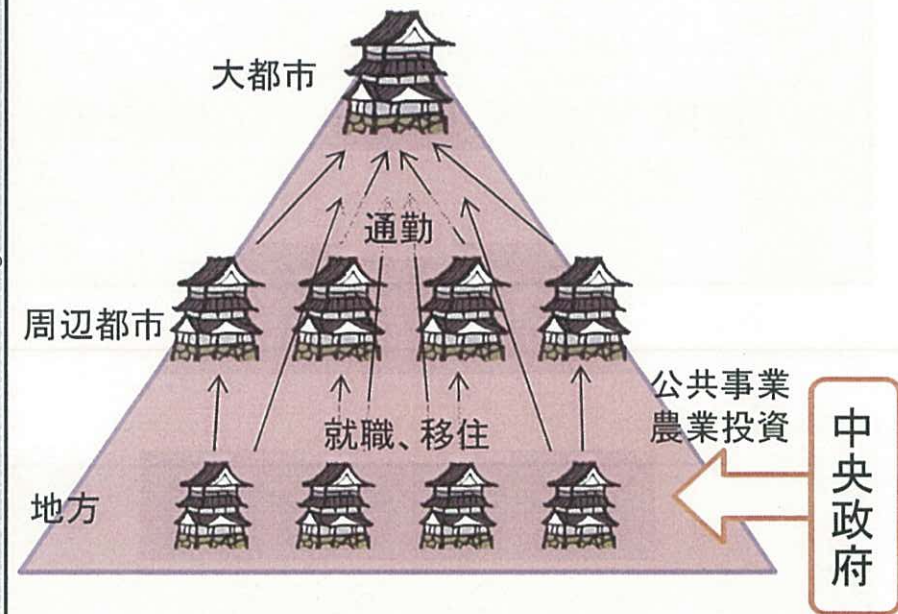 大都市
通勤
周辺都市
公共事業
農業投資
就職、移住
中央政府
地方